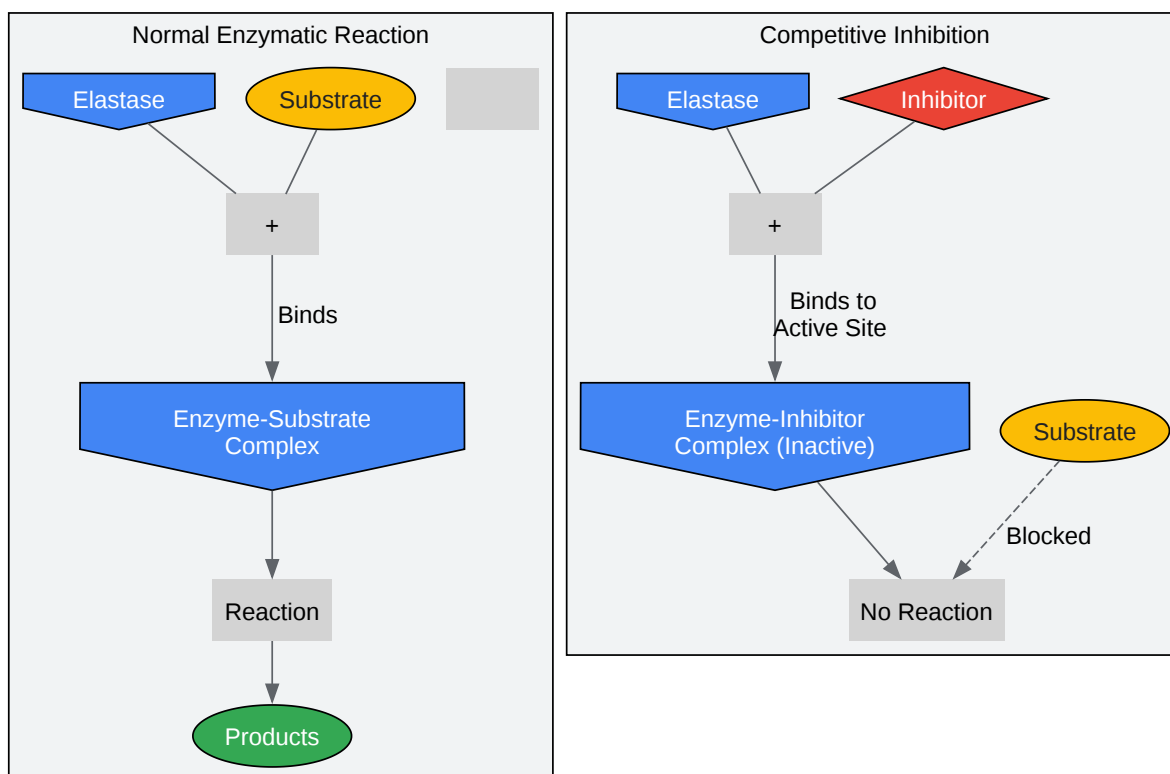 Normal Enzymatic Reaction
Elastase
Substrate
+
Binds
Enzyme-Substrate
Complex
Reaction
Products
Competitive Inhibition
Elastase
Inhibitor
+
Binds to
Active Site
Enzyme-Inhibitor
Complex (Inactive)
Substrate
Blocked
No Reaction